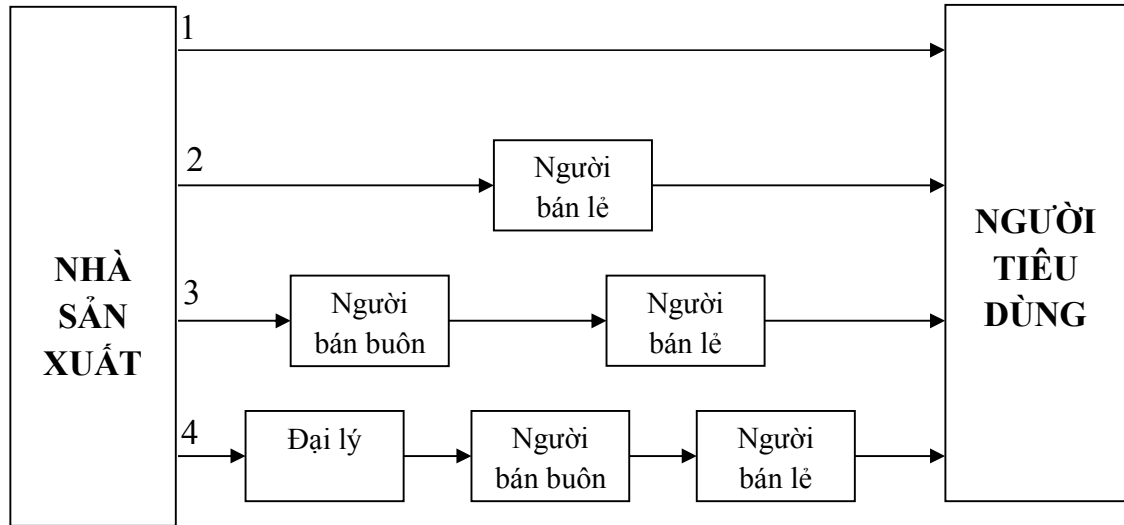 NHÀ
SẢN
XUẤT
1
2
Người
bán lẻ
3
Người
bán buôn
Người
bán lẻ
4
Đại lý
Người
bán buôn
Người
bán lẻ
NGƯỜI
TIÊU
DÙNG